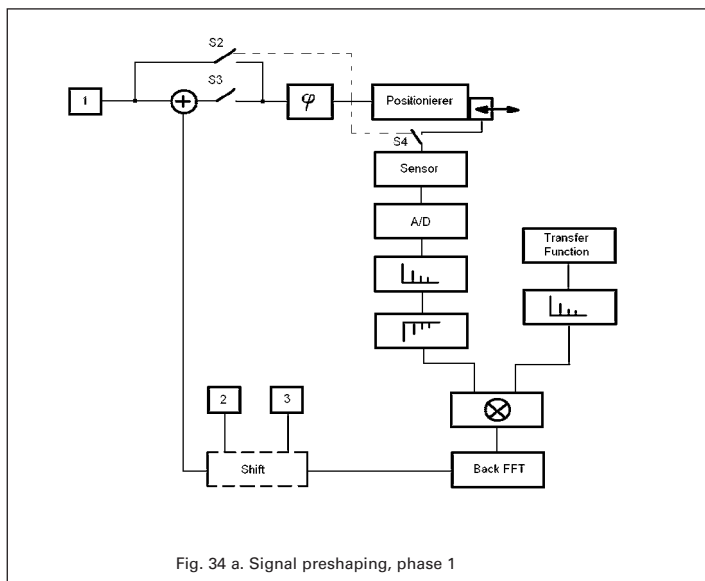 S2
S3
1
φ
Positionierer
S4
Sensor
A/D
Transfer
Function
2
3
Shift
Back FFT
Fig. 34 a. Signal preshaping, phase 1